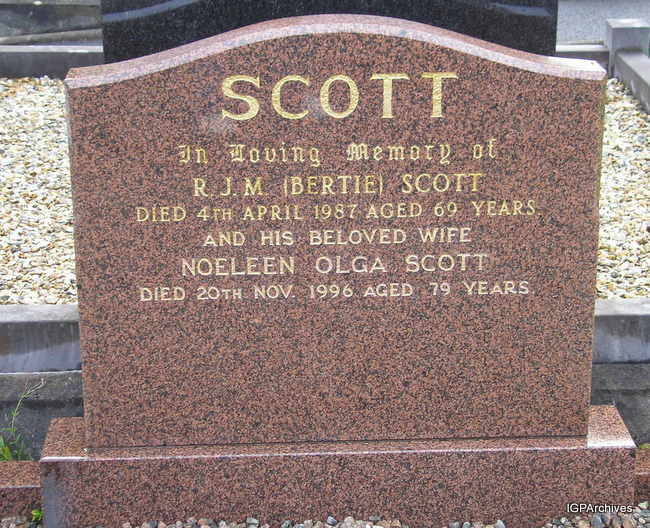 SCOTT
In Loving Memory of
R.J.M. (BERTIE) SCOTT
DIED 4TH APRIL 1987 AGED 69 YEARS.
AND HIS BELOVED WIFE
NOELEEN OLGA SCOTT
DIED 20TH NOV. 1996 AGED 79 YEARS
IGPArchives